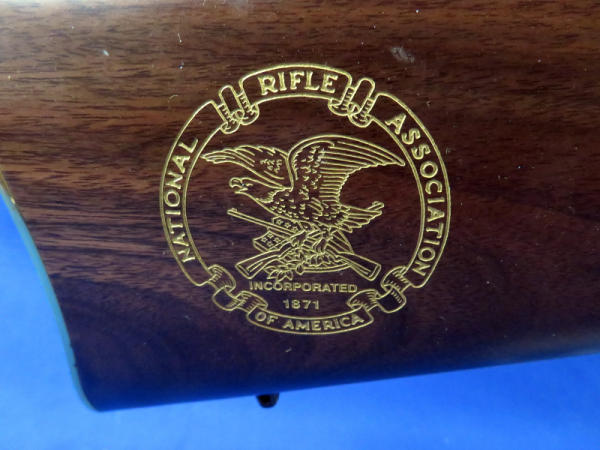 NATIONAL
RIFLE
ASSOCIATION
INCORPORATED
1871
OF AMERICA